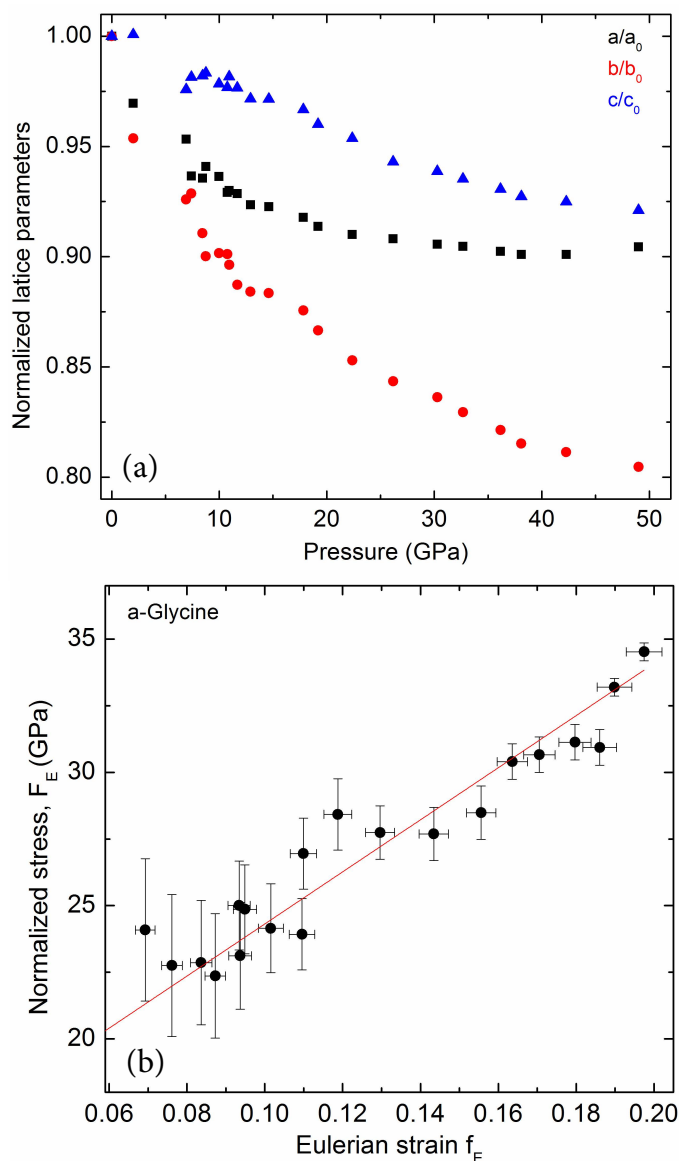 1.00
0.95
0.90
0.85
0.80
Normalized latice parameters
a/a0
b/b0
c/c0
(a)
0 10 20 30 40 50
Pressure (GPa)
a-Glycine
35
30
25
20
Normalized stress, FE (GPa)
(b)
0.06 0.08 0.10 0.12 0.14 0.16 0.18 0.20
Eulerian strain fE